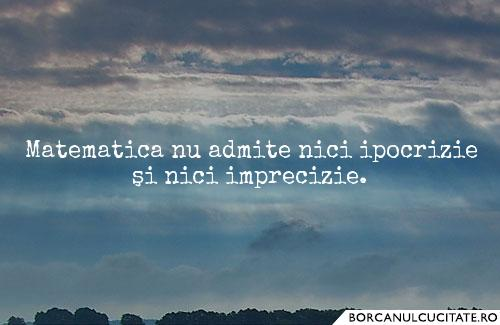 Matematica nu admite nici ipocrizie
și nici imprecizie.
BORCANULCUCITATE.RO